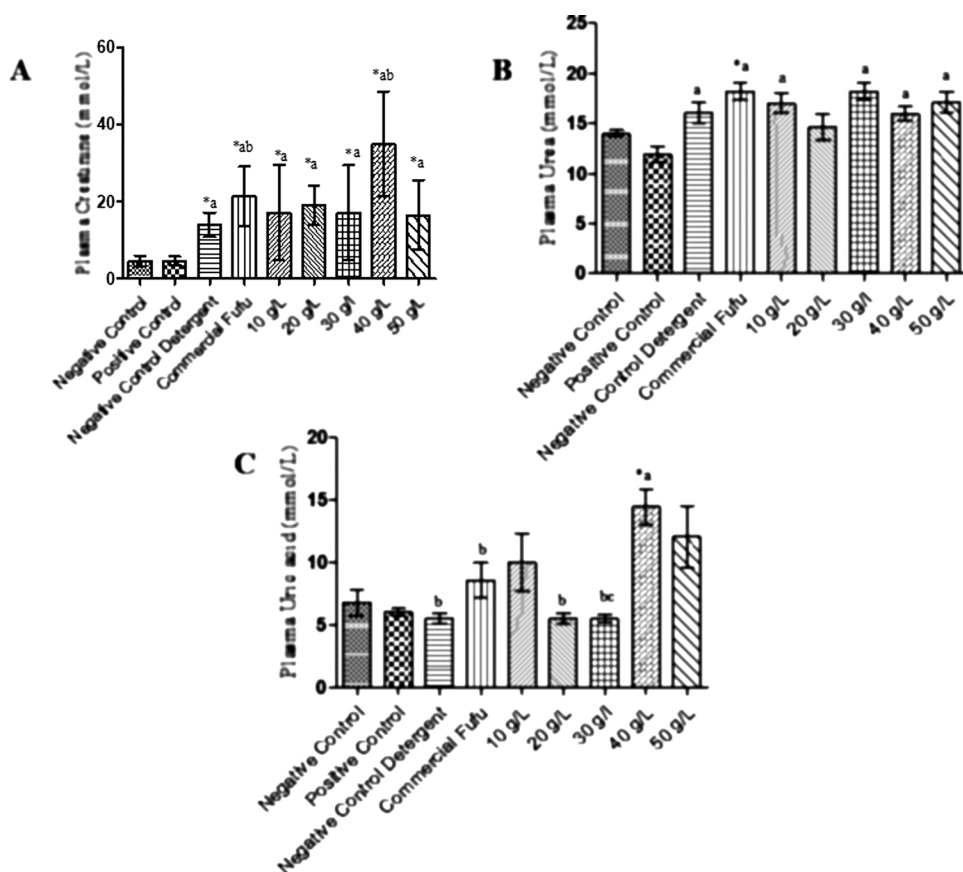 A
Plasma Creatinine (mmol/L)
60
40
20
0
*a
*ab
*a
*a
*a
*ab
*a
Negative Control
Positive Control
Negative Control Detergent
Commercial Fufu
10 g/L
20 g/L
30 g/l
40 g/L
50 g/L
B
Plasma Urea (mmol/L)
25
20
15
10
5
0
a
*a
a
a
a
a
Negative Control
Positive Control
Negative Control Detergent
Commercial Fufu
10 g/L
20 g/L
30 g/l
40 g/L
50 g/L
C
Plasma Uric acid (mmol/L)
20
15
10
5
0
b
b
b
bc
*a
Negative Control
Positive Control
Negative Control Detergent
Commercial Fufu
10 g/L
20 g/L
30 g/l
40 g/L
50 g/L